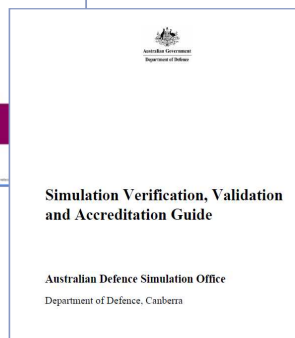 Australian Government
Department of Defence
Simulation Verification, Validation
and Accreditation Guide
Australian Defence Simulation Office
Department of Defence, Canberra